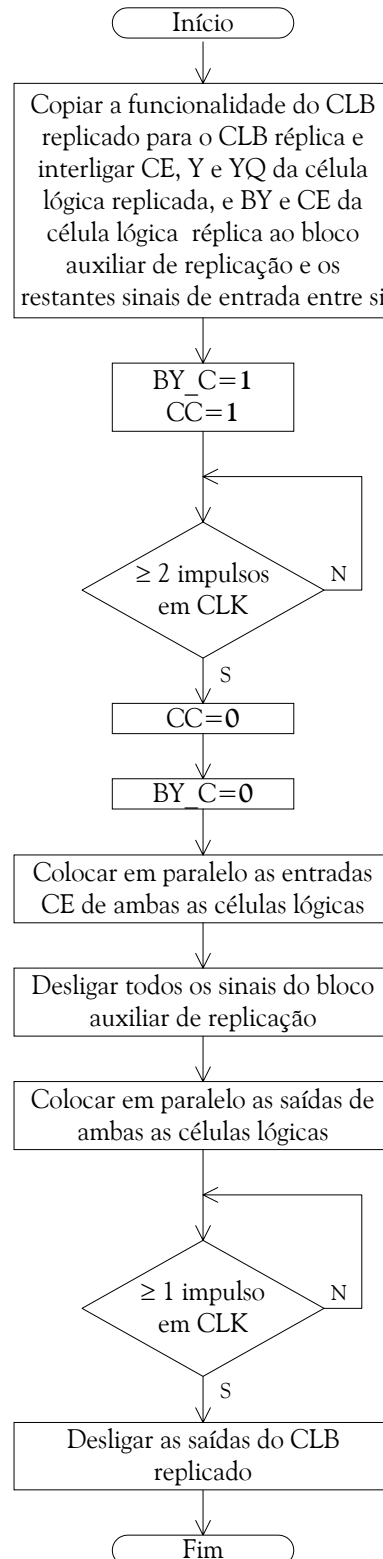 Início
Copiar a funcionalidade do CLB
replicado para o CLB réplica e
interligar CE, Y e YQ da célula
lógica replicada, e BY e CE da
célula lógica réplica ao bloco
auxiliar de replicação e os
restantes sinais de entrada entre si
BY_C=1
CC=1
≥ 2 impulsos
em CLK
N
S
CC=0
BY_C=0
Colocar em paralelo as entradas
CE de ambas as células lógicas
Desligar todos os sinais do bloco
auxiliar de replicação
Colocar em paralelo as saídas de
ambas as células lógicas
≥ 1 impulso
em CLK
N
S
Desligar as saídas do CLB
replicado
Fim